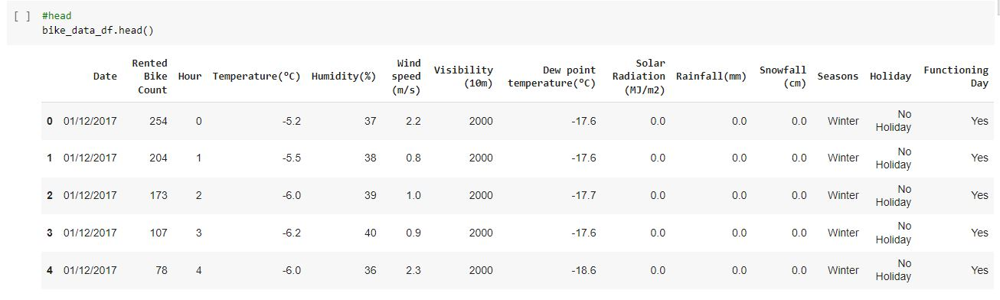 [ ] #head
bike_data_df.head()
Date Rented Bike Count Hour Temperature(°C) Humidity(%) Wind speed (m/s) Visibility (10m) Dew point temperature(°C) Solar Radiation (MJ/m2) Rainfall(mm) Snowfall (cm) Seasons Holiday Functioning Day
0 01/12/2017 254 0 -5.2 37 2.2 2000 -17.6 0.0 0.0 0.0 Winter No Holiday Yes
1 01/12/2017 204 1 -5.5 38 0.8 2000 -17.6 0.0 0.0 0.0 Winter No Holiday Yes
2 01/12/2017 173 2 -6.0 39 1.0 2000 -17.7 0.0 0.0 0.0 Winter No Holiday Yes
3 01/12/2017 107 3 -6.2 40 0.9 2000 -17.6 0.0 0.0 0.0 Winter No Holiday Yes
4 01/12/2017 78 4 -6.0 36 2.3 2000 -18.6 0.0 0.0 0.0 Winter No Holiday Yes